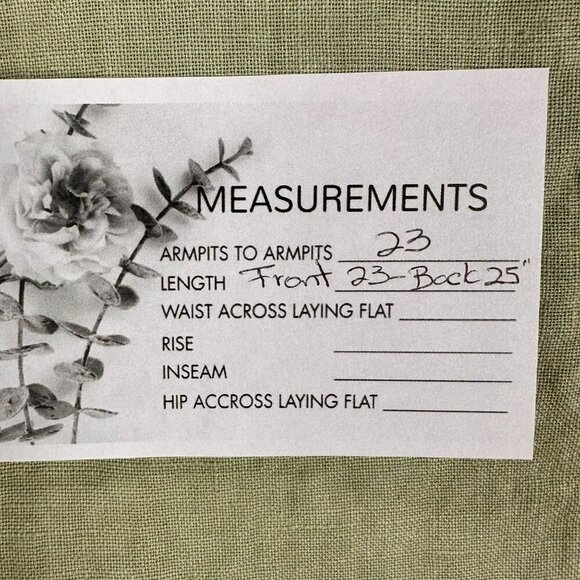 MEASUREMENTS
ARMPITS TO ARMPITS 23
LENGTH Front 23-Back 25"
WAIST ACROSS LAYING FLAT
RISE
INSEAM
HIP ACCROSS LAYING FLAT